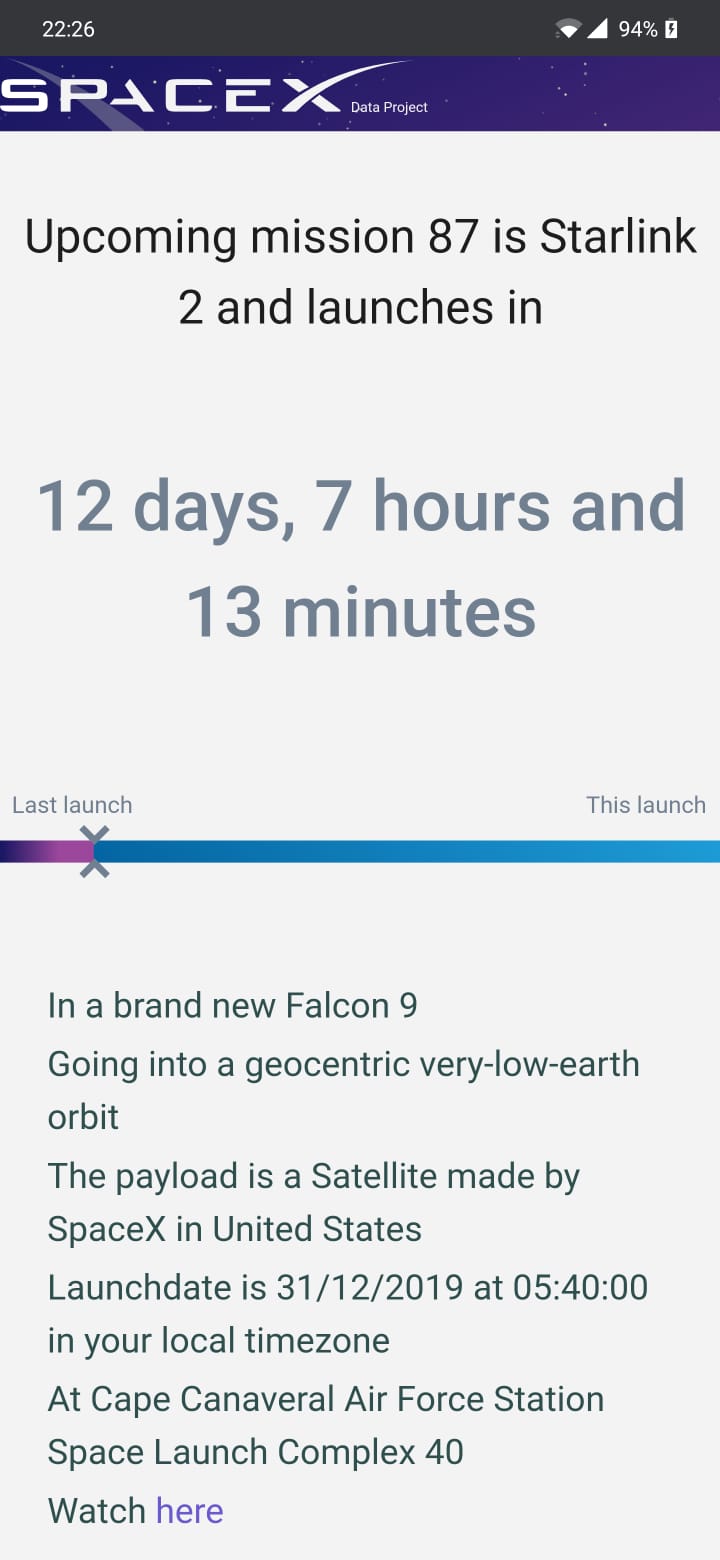 22:26
94%
SPACEX Data Project
Upcoming mission 87 is Starlink
2 and launches in
12 days, 7 hours and
13 minutes
Last launch
This launch
In a brand new Falcon 9
Going into a geocentric very-low-earth
orbit
The payload is a Satellite made by
SpaceX in United States
Launchdate is 31/12/2019 at 05:40:00
in your local timezone
At Cape Canaveral Air Force Station
Space Launch Complex 40
Watch here